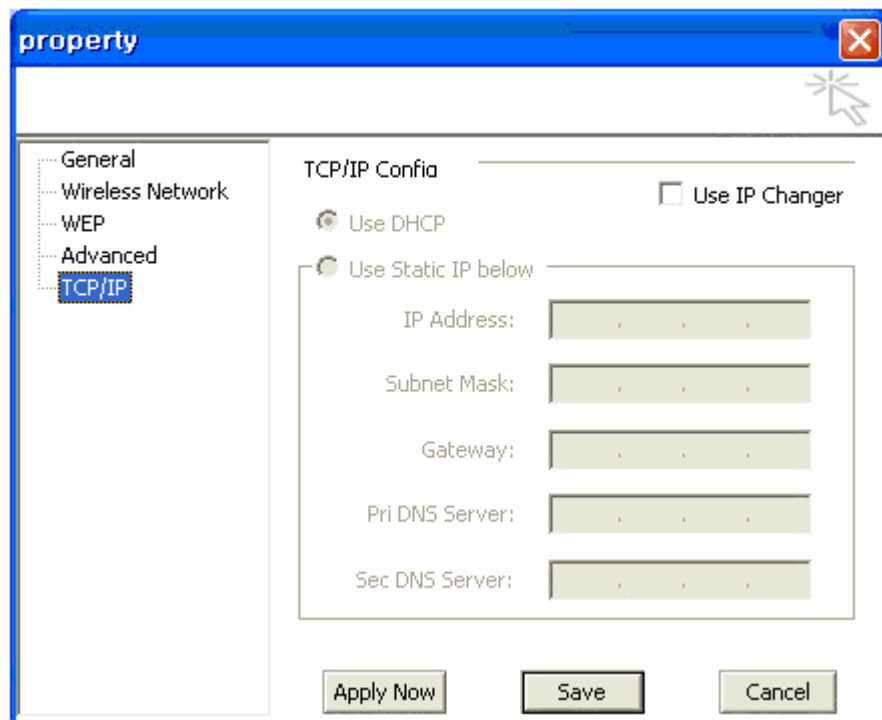 property
General
Wireless Network
WEP
Advanced
TCP/IP
TCP/IP Config
Use IP Changer
Use DHCP
Use Static IP below
IP Address: . . .
Subnet Mask: . . .
Gateway: . . .
Pri DNS Server: . . .
Sec DNS Server: . . .
Apply Now Save Cancel